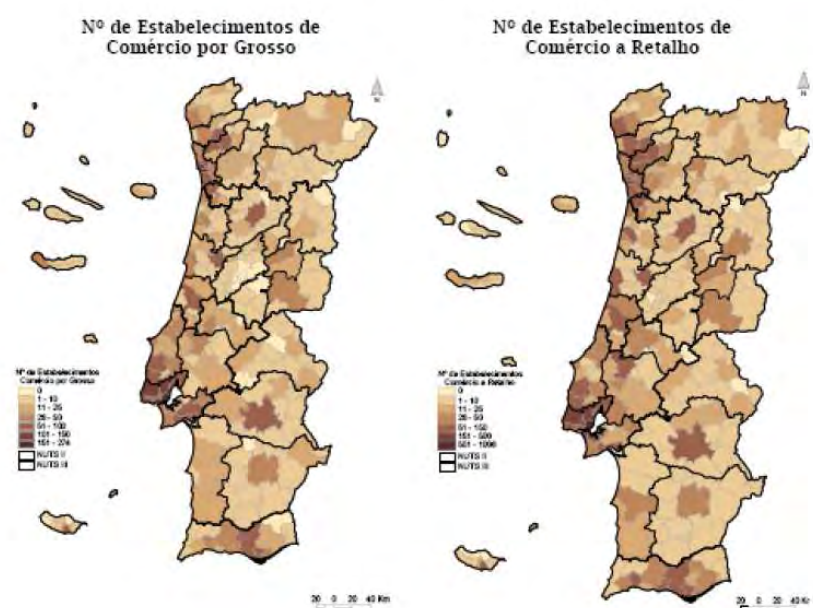 Nº de Estabelecimentos de
Comércio por Grosso
N
Nº de Estabelecimentos
Comércio por Grosso
0
1 - 10
11 - 25
26 - 50
51 - 100
101 - 150
151 - 274
NUTS II
NUTS III
20 0 20 40 Km
Nº de Estabelecimentos de
Comércio a Retalho
N
Nº de Estabelecimentos
Comércio a Retalho
0
1 - 10
11 - 25
26 - 50
51 - 150
151 - 500
NUTS II
NUTS III
20 0 20 40 Km